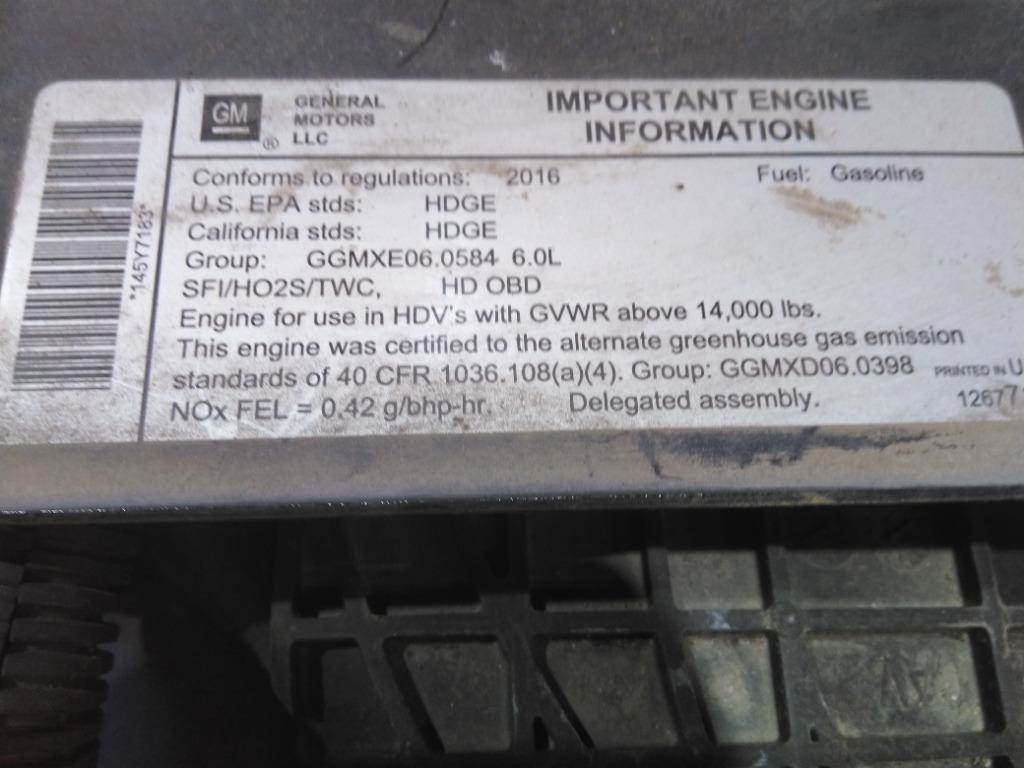 GM
®
GENERAL
MOTORS
LLC
IMPORTANT ENGINE
INFORMATION
*145Y7183*
Conforms to regulations: 2016 Fuel: Gasoline
U.S. EPA stds: HDGE
California stds: HDGE
Group: GGMXE06.0584 6.0L
SFI/HO2S/TWC, HD OBD
Engine for use in HDV's with GVWR above 14,000 lbs.
This engine was certified to the alternate greenhouse gas emission
standards of 40 CFR 1036.108(a)(4). Group: GGMXD06.0398 PRINTED IN U
NOx FEL = 0.42 g/bhp-hr. Delegated assembly. 12677